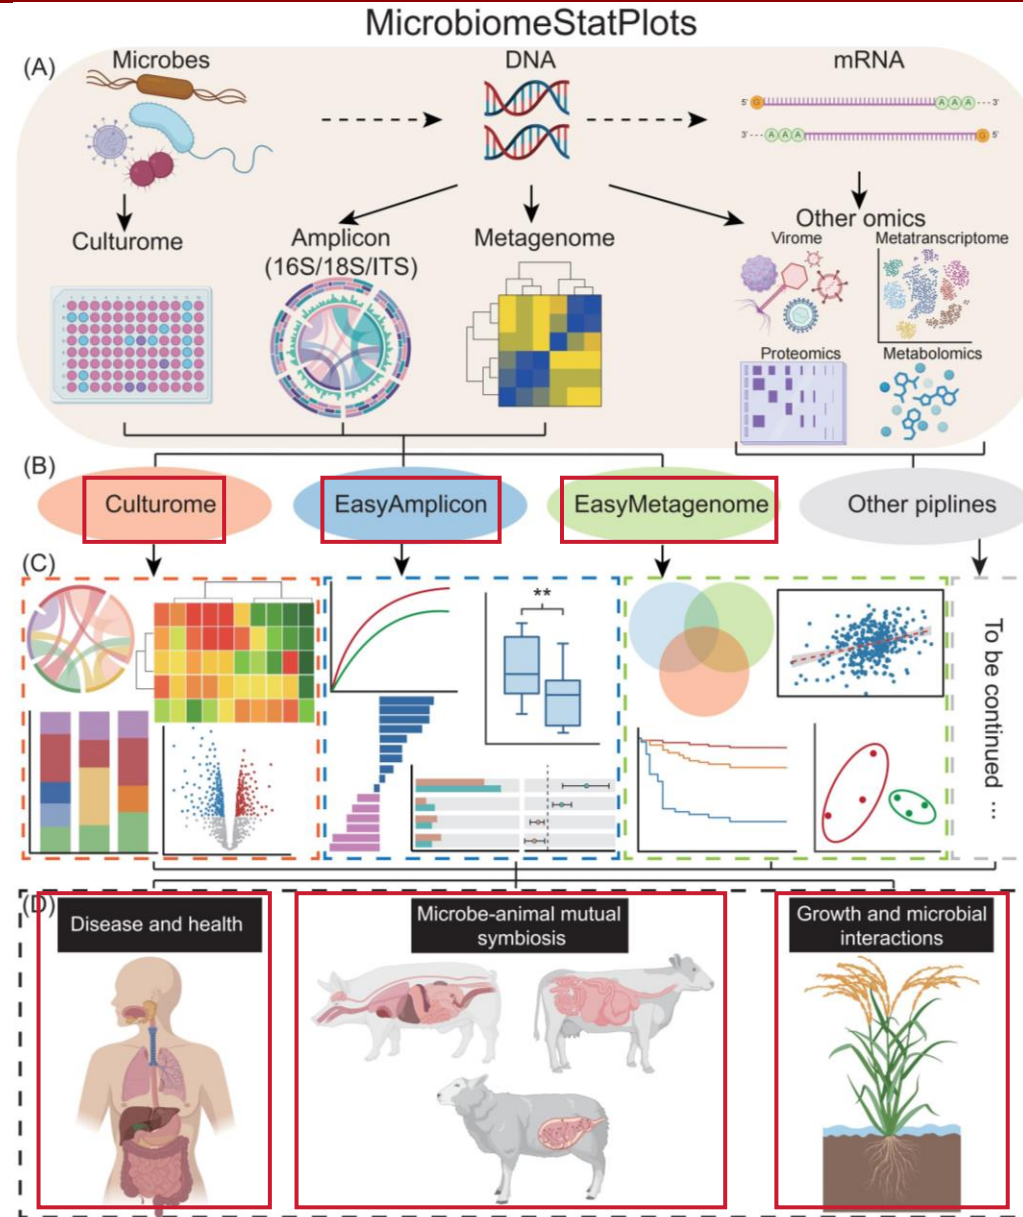 MicrobiomeStatPlots
(A)
Microbes
DNA
mRNA
5' G AAA---3'
3'---AAA G 5'
Culturome
Amplicon
(16S/18S/ITS)
Metagenome
Other omics
Virome
Metatranscriptome
Proteomics
Metabolomics
(B)
Culturome
EasyAmplicon
EasyMetagenome
Other piplines
(C)
**
To be continued ...
(D)
Disease and health
Microbe-animal mutual
symbiosis
Growth and microbial
interactions